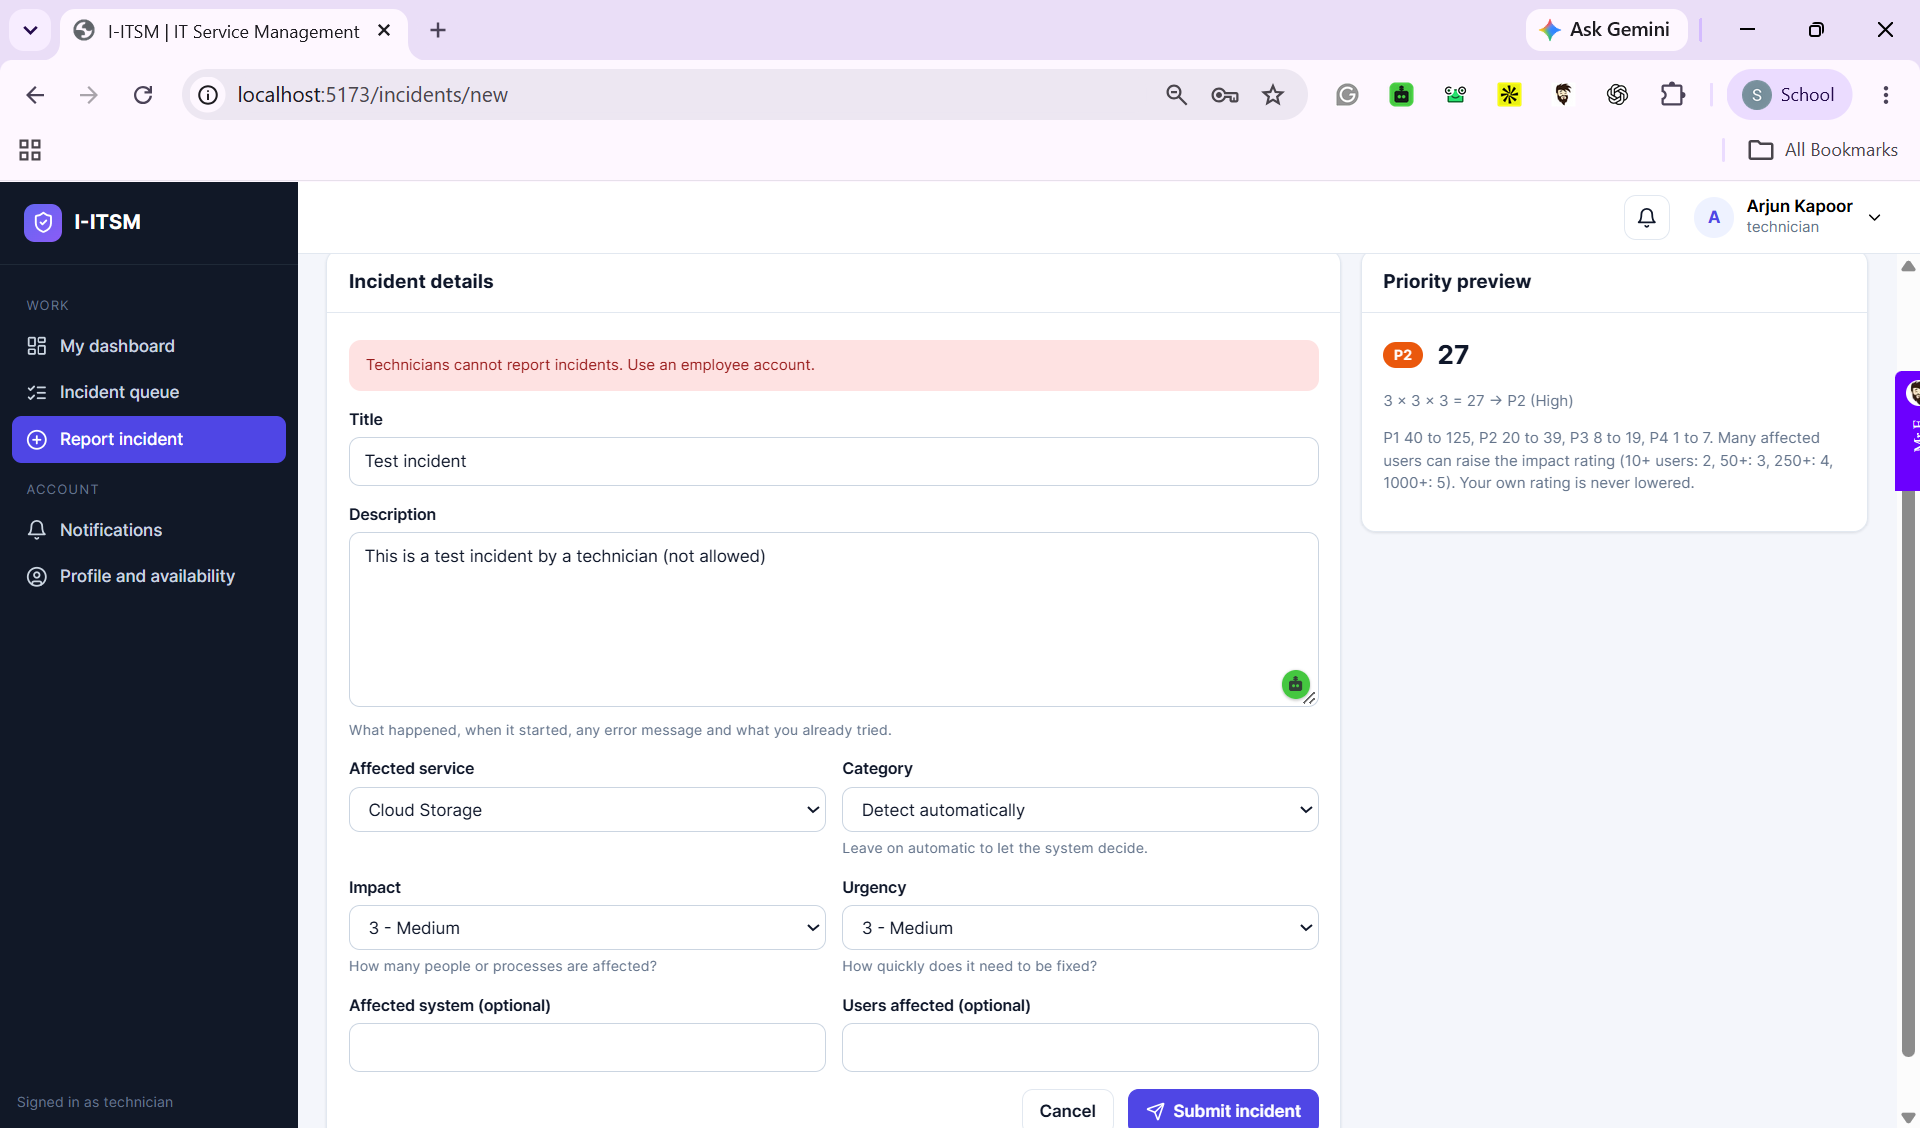 I-ITSM | IT Service Management
Ask Gemini
localhost:5173/incidents/new
S School
All Bookmarks
I-ITSM
A
Arjun Kapoor
technician
WORK
My dashboard
Incident queue
Report incident
ACCOUNT
Notifications
Profile and availability
Signed in as technician
Incident details
Technicians cannot report incidents. Use an employee account.
Title
Test incident
Description
This is a test incident by a technician (not allowed)
What happened, when it started, any error message and what you already tried.
Affected service
Category
Cloud Storage
Detect automatically
Leave on automatic to let the system decide.
Impact
Urgency
3 - Medium
3 - Medium
How many people or processes are affected?
How quickly does it need to be fixed?
Affected system (optional)
Users affected (optional)
Cancel
Submit incident
Priority preview
P2 27
3 × 3 × 3 = 27 → P2 (High)
P1 40 to 125, P2 20 to 39, P3 8 to 19, P4 1 to 7. Many affected
users can raise the impact rating (10+ users: 2, 50+: 3, 250+: 4,
1000+: 5). Your own rating is never lowered.